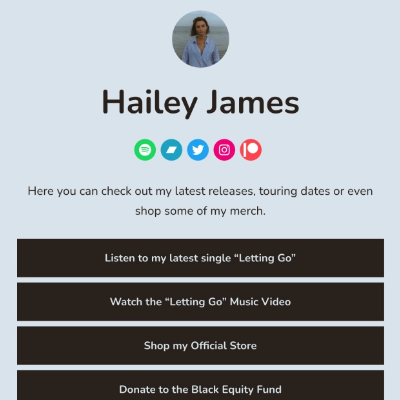 Hailey James
Here you can check out my latest releases, touring dates or even
shop some of my merch.
Listen to my latest single “Letting Go”
Watch the “Letting Go” Music Video
Shop my Official Store
Donate to the Black Equity Fund